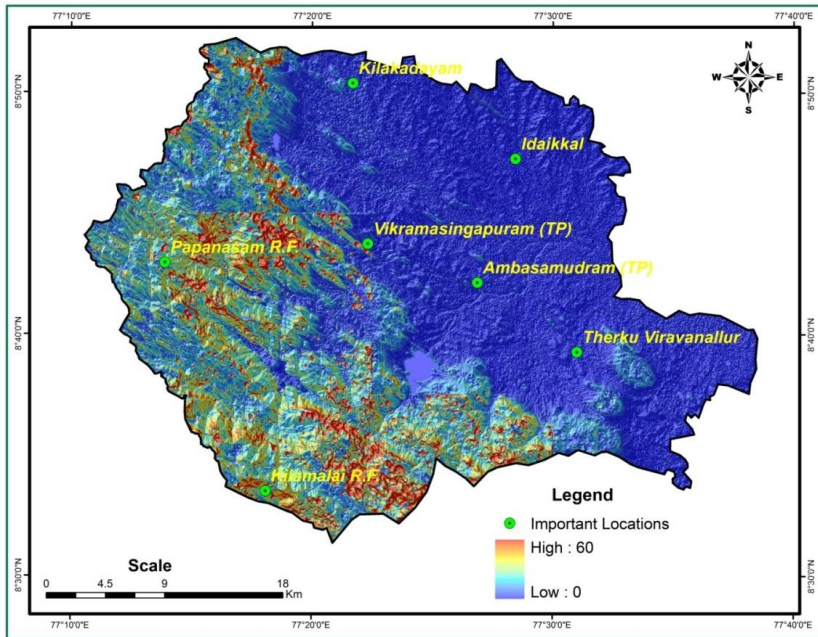 77°10'0"E 77°20'0"E 77°30'0"E 77°40'0"E
8°50'0"N 8°50'0"N
8°40'0"N 8°40'0"N
8°30'0"N 8°30'0"N
N
W E
S
Kilakadayam
Idaikkal
Vikramasingapuram (TP)
Papanasam R.F.
Ambasamudram (TP)
Therku Viravanallur
Kilamalai R.F.
Legend
Important Locations
High : 60
Low : 0
Scale
0 4.5 9 18
Km
77°10'0"E 77°20'0"E 77°30'0"E 77°40'0"E